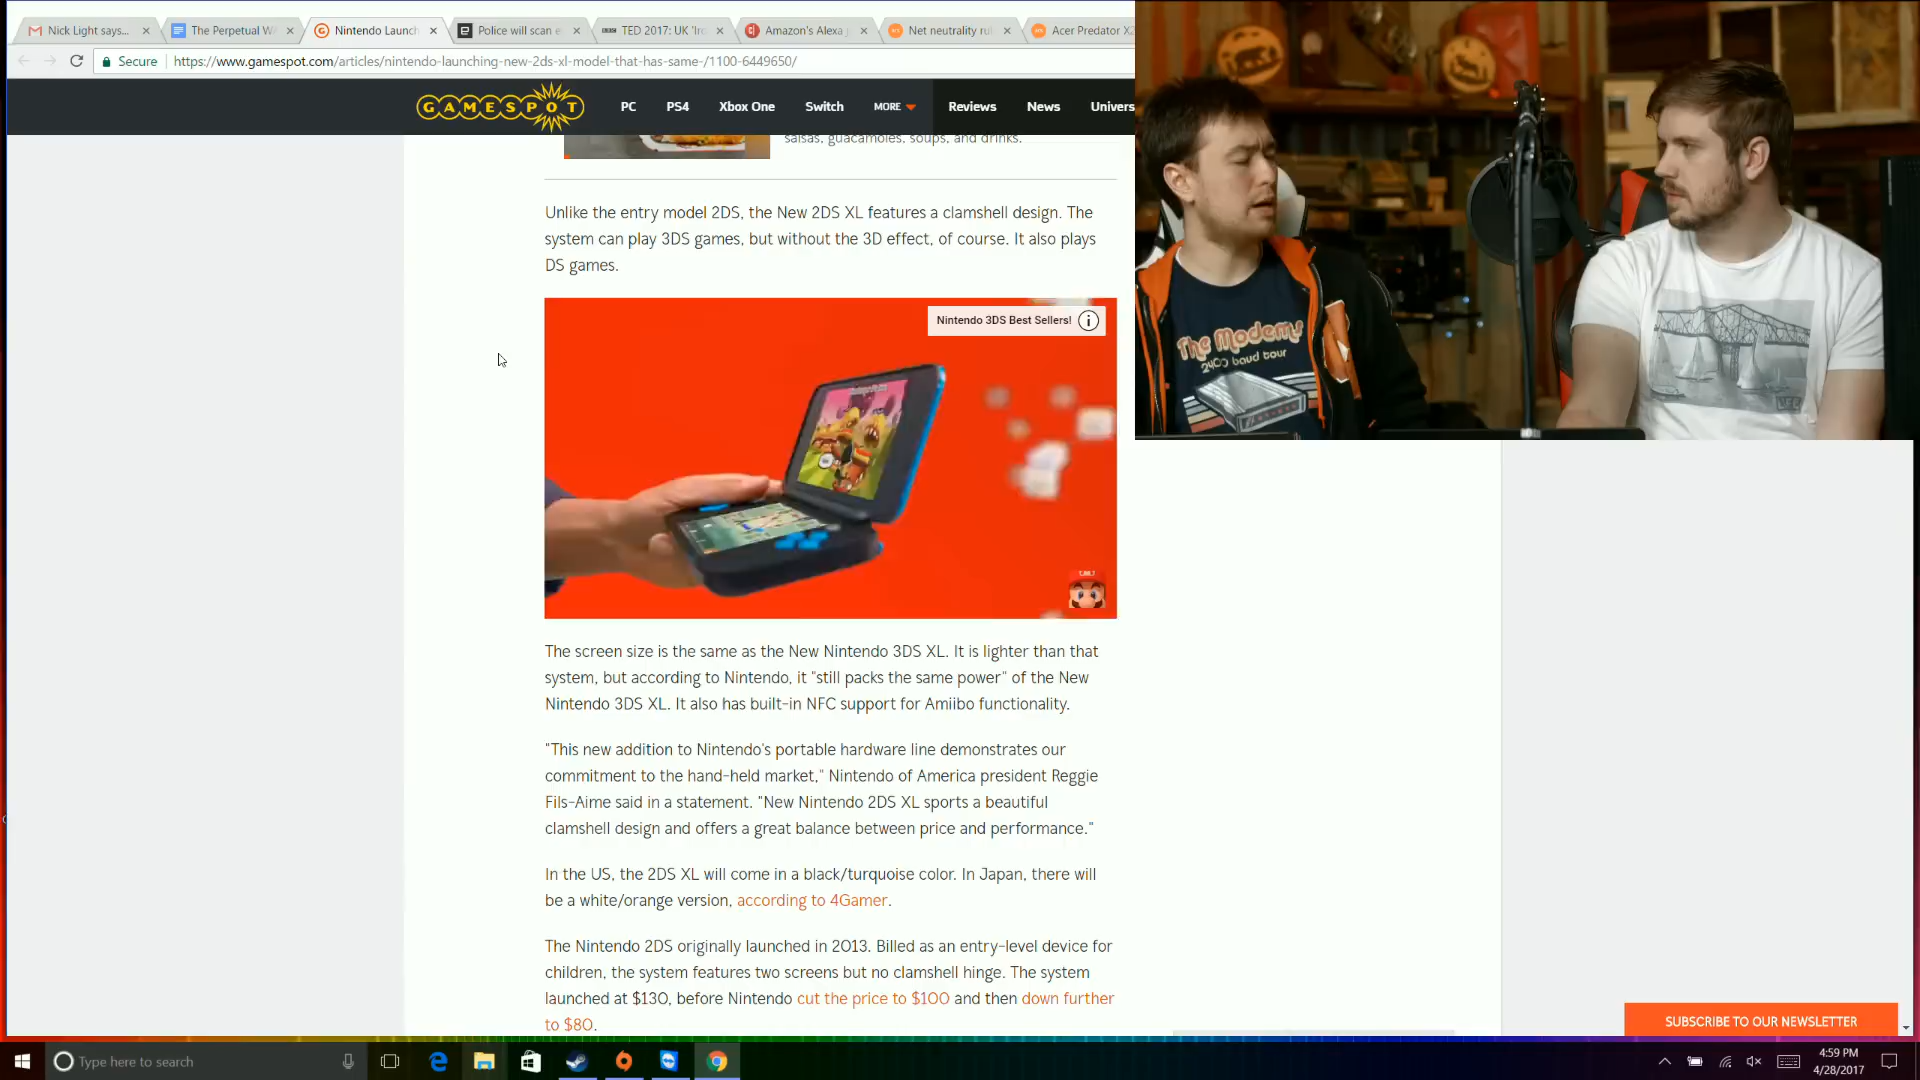 Nick Light says...
The Perpetual W
Nintendo Launc
Police will scan e
TED 2017: UK 'Iro
Amazon's Alexa
Net neutrality rul
Acer Predator X2
Secure
https://www.gamespot.com/articles/nintendo-launching-new-2ds-xl-model-that-has-same-/1100-6449650/
GAMESPOT
PC
PS4
Xbox One
Switch
MORE
Reviews
News
Univers
salsas, guacamoles, soups, and drinks.
Unlike the entry model 2DS, the New 2DS XL features a clamshell design. The
system can play 3DS games, but without the 3D effect, of course. It also plays
DS games.
Nintendo 3DS Best Sellers!
The screen size is the same as the New Nintendo 3DS XL. It is lighter than that
system, but according to Nintendo, it "still packs the same power" of the New
Nintendo 3DS XL. It also has built-in NFC support for Amiibo functionality.
"This new addition to Nintendo's portable hardware line demonstrates our
commitment to the hand-held market," Nintendo of America president Reggie
Fils-Aime said in a statement. "New Nintendo 2DS XL sports a beautiful
clamshell design and offers a great balance between price and performance."
In the US, the 2DS XL will come in a black/turquoise color. In Japan, there will
be a white/orange version, according to 4Gamer.
The Nintendo 2DS originally launched in 2013. Billed as an entry-level device for
children, the system features two screens but no clamshell hinge. The system
launched at $130, before Nintendo cut the price to $100 and then down further
to $80.
SUBSCRIBE TO OUR NEWSLETTER
The Modems
2400 baud tour
Type here to search
4:59 PM
4/28/2017